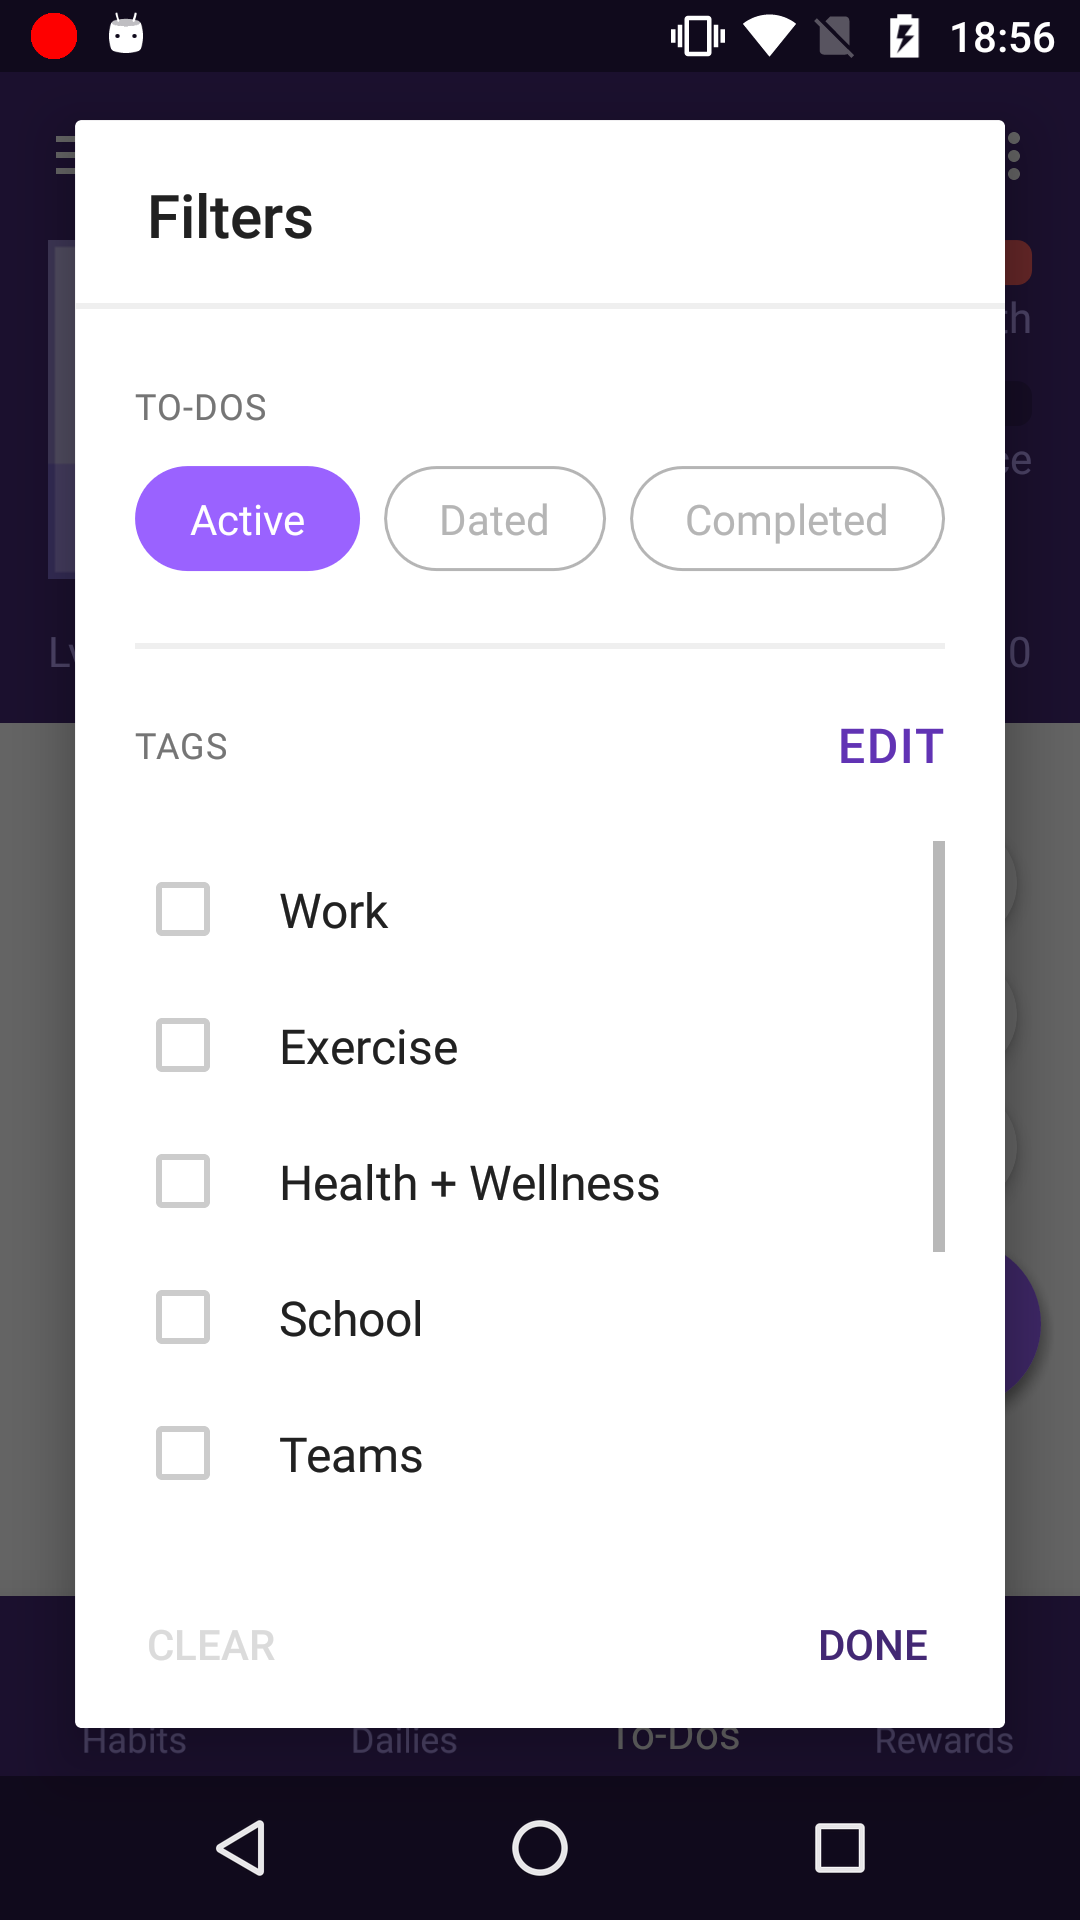 18:56
Filters
TO-DOS
Active Dated Completed
TAGS EDIT
Work
Exercise
Health + Wellness
School
Teams
CLEAR DONE
Habits Dailies To-Dos Rewards